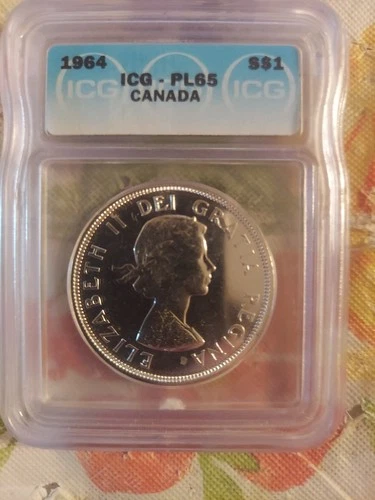 1964 S$1
ICG - PL65
CANADA
ICG ICG
ELIZABETH II DEI GRATIA REGINA